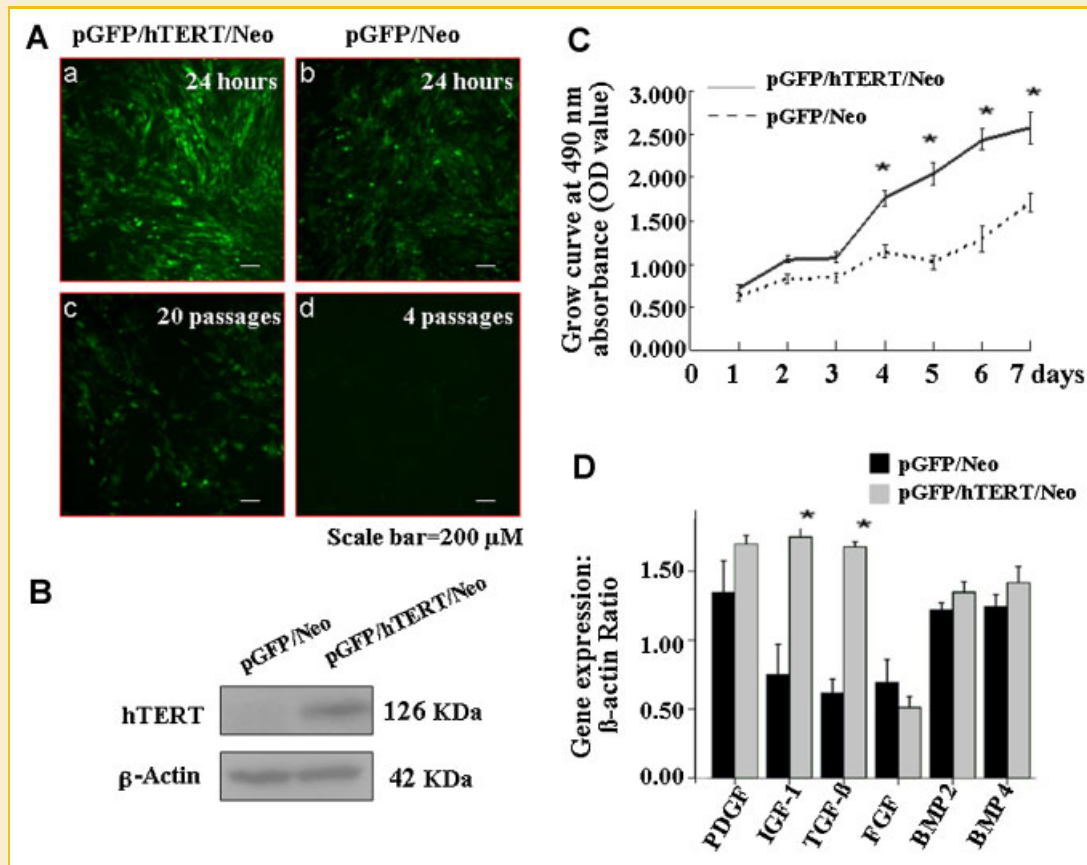 A
pGFP/hTERT/Neo
pGFP/Neo
a
24 hours
b
24 hours
c
20 passages
d
4 passages
Scale bar=200 μM
B
pGFP/Neo
pGFP/hTERT/Neo
hTERT
126 KDa
β-Actin
42 KDa
C
pGFP/hTERT/Neo
pGFP/Neo
Grow curve at 490 nm
absorbance (OD value)
3.000
2.500
2.000
1.500
1.000
0.500
0.000
* * * *
0 1 2 3 4 5 6 7 days
D
pGFP/Neo
pGFP/hTERT/Neo
Gene expression:
ß-actin Ratio
1.50
1.00
0.50
0.00
* *
PDGF
IGF-1
TGF-ß
FGF
BMP2
BMP4